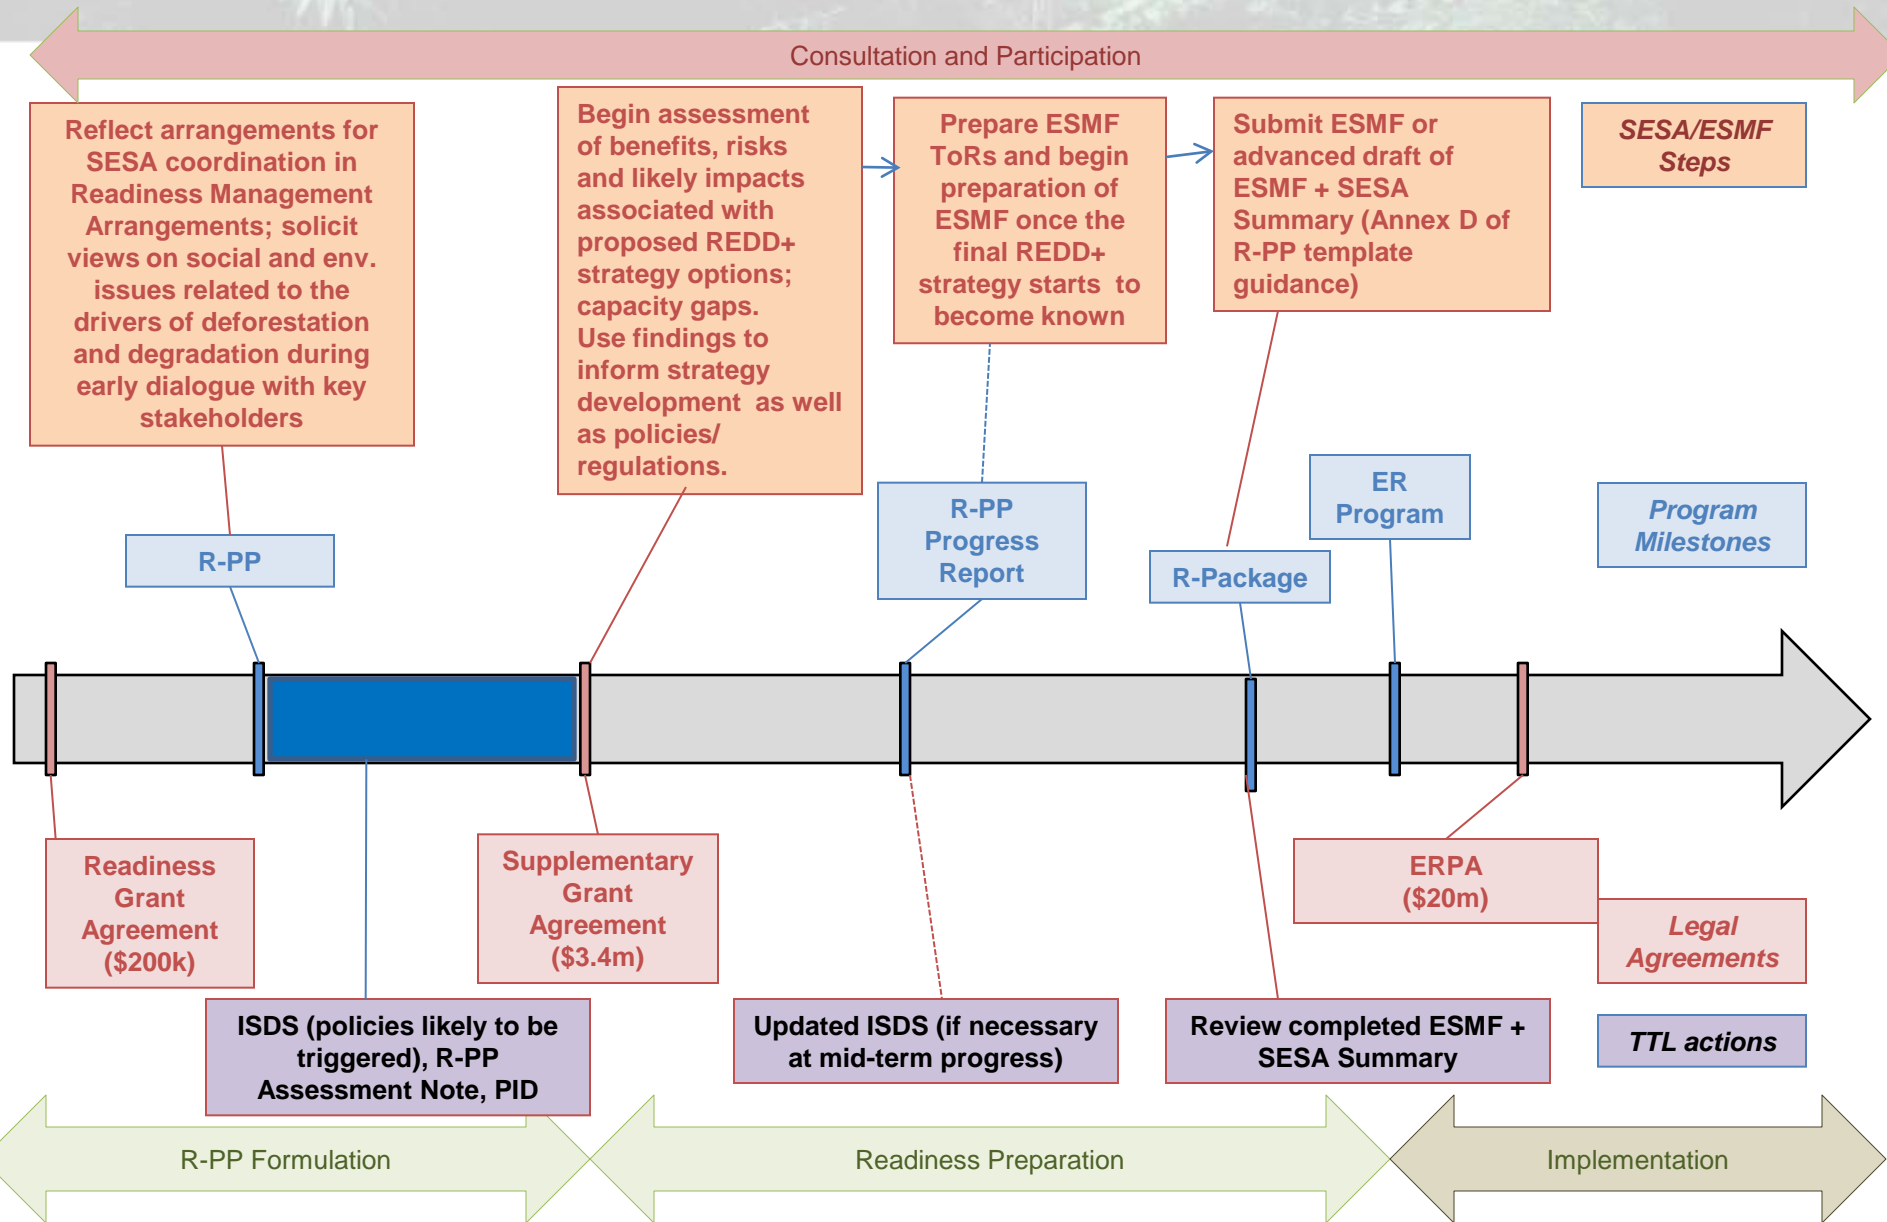 Consultation and Participation
Reflect arrangements for
SESA coordination in
Readiness Management
Arrangements; solicit
views on social and env.
issues related to the
drivers of deforestation
and degradation during
early dialogue with key
stakeholders
Begin assessment
of benefits, risks
and likely impacts
associated with
proposed REDD+
strategy options;
capacity gaps.
Use findings to
inform strategy
development as well
as policies/
regulations.
Prepare ESMF
ToRs and begin
preparation of
ESMF once the
final REDD+
strategy starts to
become known
Submit ESMF or
advanced draft of
ESMF + SESA
Summary (Annex D of
R-PP template
guidance)
SESA/ESMF
Steps
R-PP
R-PP
Progress
Report
R-Package
ER
Program
Program
Milestones
Readiness
Grant
Agreement
($200k)
Supplementary
Grant
Agreement
($3.4m)
ERPA
($20m)
Legal
Agreements
ISDS (policies likely to be
triggered), R-PP
Assessment Note, PID
Updated ISDS (if necessary
at mid-term progress)
Review completed ESMF +
SESA Summary
TTL actions
R-PP Formulation
Readiness Preparation
Implementation